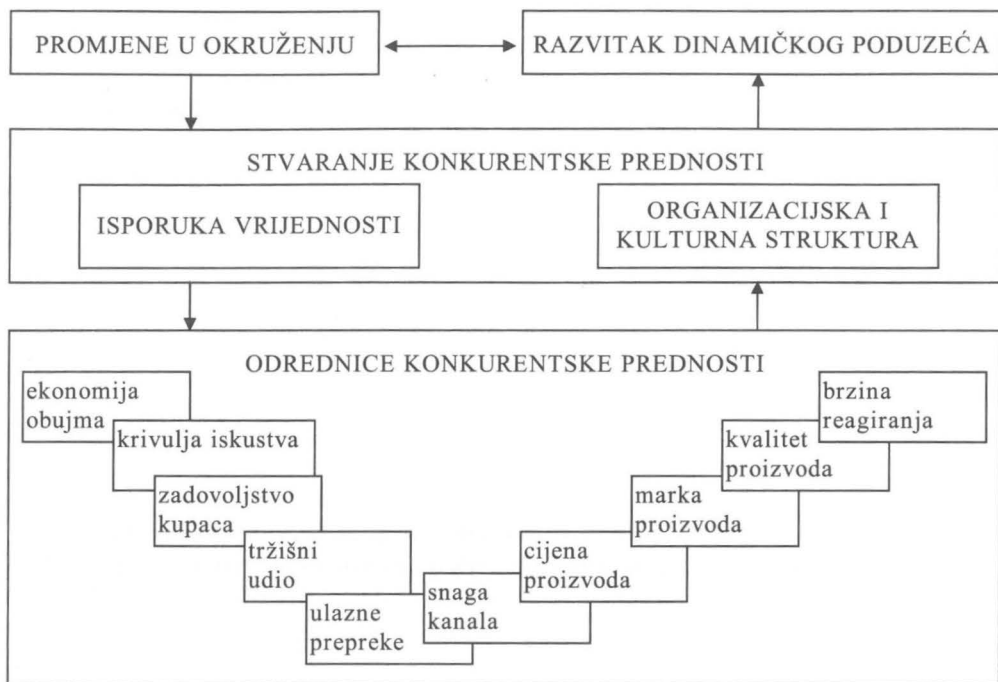 PROMJENE U OKRUŽENJU
RAZVITAK DINAMIČKOG PODUZEĆA
STVARANJE KONKURENTSKE PREDNOSTI
ISPORUKA VRIJEDNOSTI
ORGANIZACIJSKA I
KULTURNA STRUKTURA
ODREDNICE KONKURENTSKE PREDNOSTI
ekonomija
obujma
krivulja iskustva
zadovoljstvo
kupaca
tržišni
udio
ulazne
prepreke
snaga
kanala
cijena
proizvoda
marka
proizvoda
kvalitet
proizvoda
brzina
reagiranja